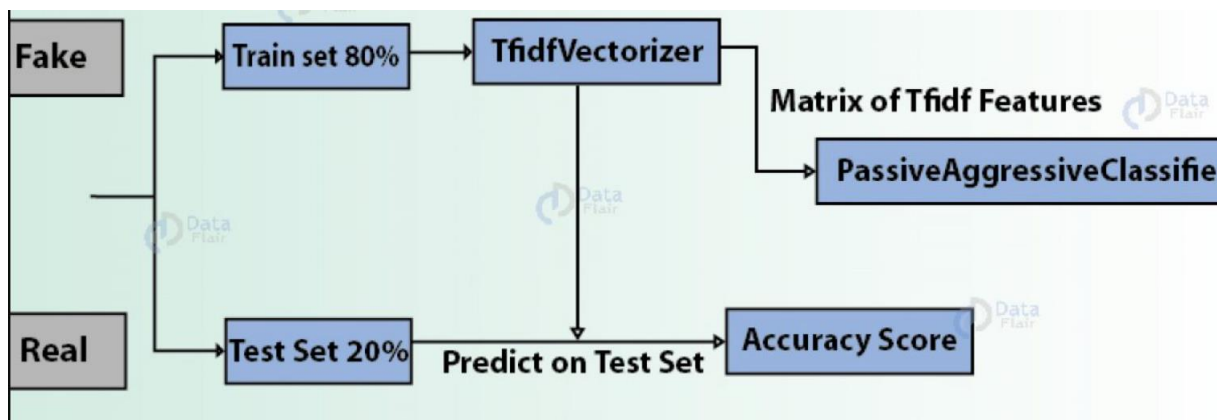 Fake
Train set 80%
TfidfVectorizer
Matrix of Tfidf Features
Data
Flair
PassiveAggressiveClassifie
Data
Flair
Data
Flair
Real
Test Set 20%
Predict on Test Set
Accuracy Score
Data
Flair